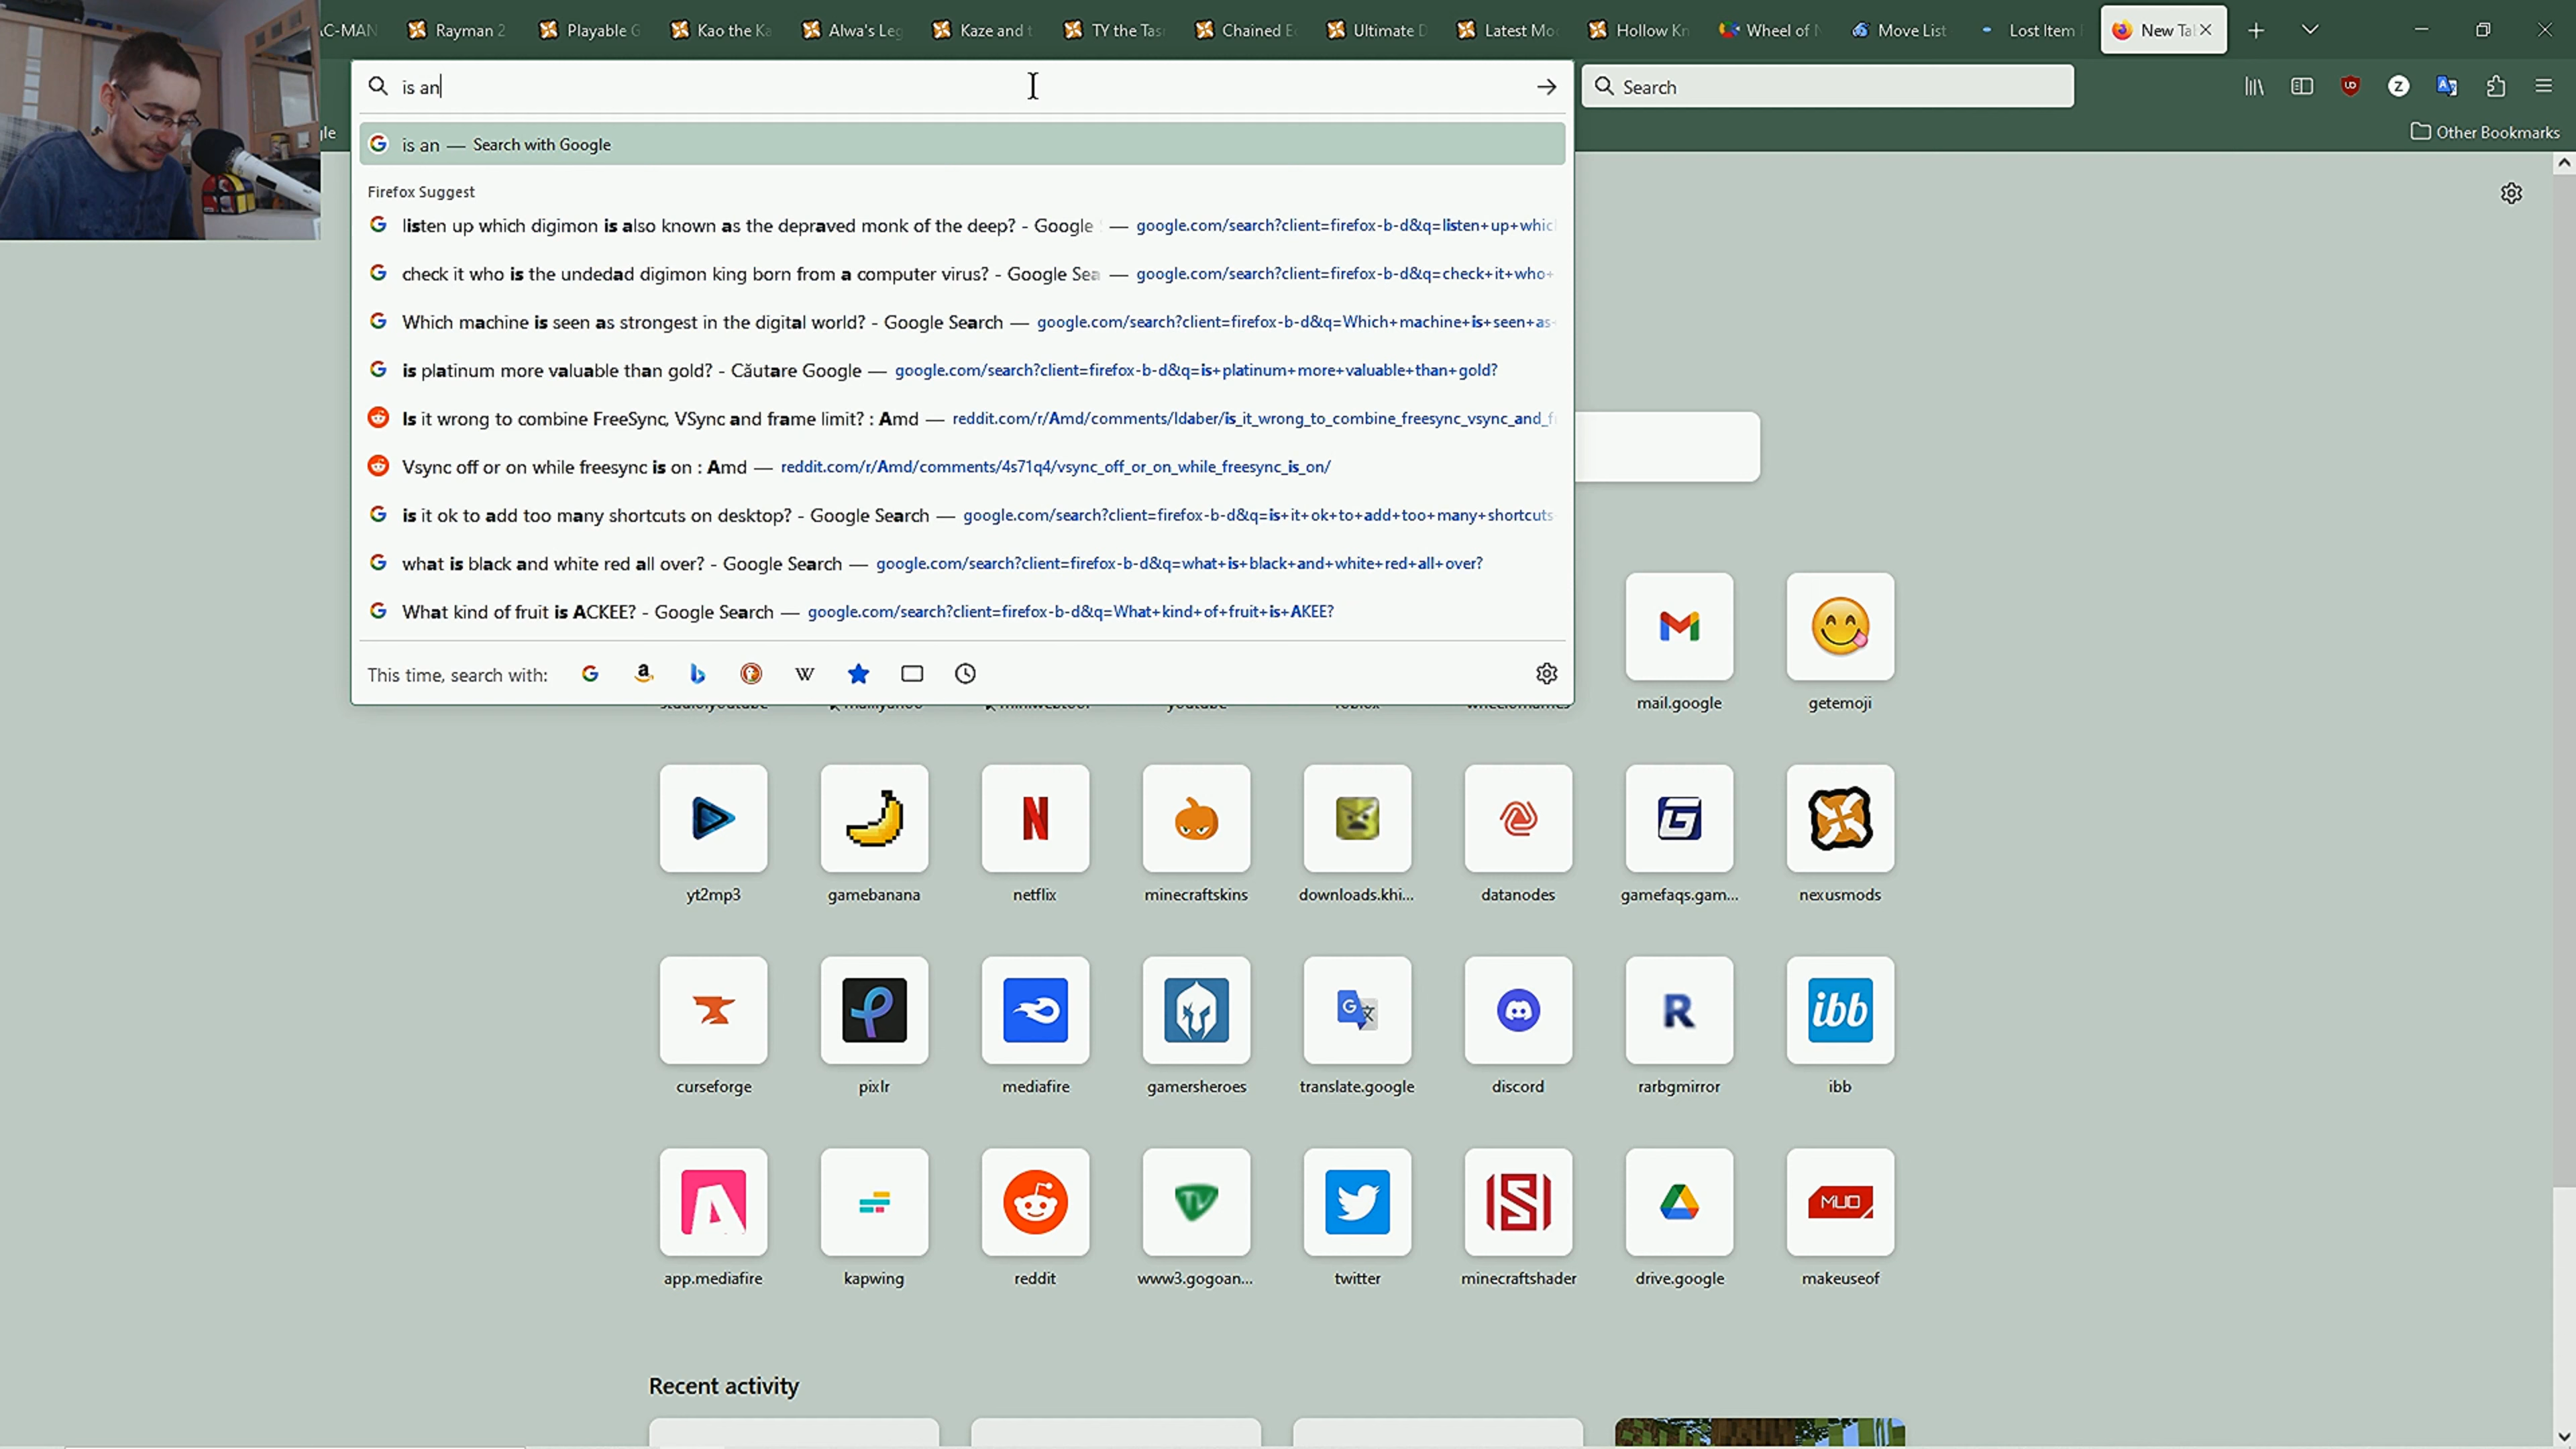 C-MAN Rayman 2 Playable G Kao the Ka Alwa's Leg Kaze and t TY the Tas Chained E Ultimate D Latest Mo Hollow Kn Wheel of N Move List Lost Item New Ta
is an
Search
Other Bookmarks
is an — Search with Google
Firefox Suggest
listen up which digimon is also known as the depraved monk of the deep? - Google — google.com/search?client=firefox-b-d&q=listen+up+whic
check it who is the undedad digimon king born from a computer virus? - Google Sea — google.com/search?client=firefox-b-d&q=check+it+who+
Which machine is seen as strongest in the digital world? - Google Search — google.com/search?client=firefox-b-d&q=Which+machine+is+seen+as+
is platinum more valuable than gold? - Căutare Google — google.com/search?client=firefox-b-d&q=is+platinum+more+valuable+than+gold?
Is it wrong to combine FreeSync, VSync and frame limit? : Amd — reddit.com/r/Amd/comments/ldaber/is_it_wrong_to_combine_freesync_vsync_and_f
Vsync off or on while freesync is on : Amd — reddit.com/r/Amd/comments/4s71q4/vsync_off_or_on_while_freesync_is_on/
is it ok to add too many shortcuts on desktop? - Google Search — google.com/search?client=firefox-b-d&q=is+it+ok+to+add+too+many+shortcuts
what is black and white red all over? - Google Search — google.com/search?client=firefox-b-d&q=what+is+black+and+white+red+all+over?
What kind of fruit is ACKEE? - Google Search — google.com/search?client=firefox-b-d&q=What+kind+of+fruit+is+AKEE?
This time, search with:
mail.google getemoji
yt2mp3 gamebanana netflix minecraftskins downloads.khi... datanodes gamefaqs.gam... nexusmods
ibb
curseforge pixlr mediafire gamersheroes translate.google discord rarbgmirror ibb
TV MUO
app.mediafire kapwing reddit www3.gogoan... twitter minecraftshader drive.google makeuseof
Recent activity